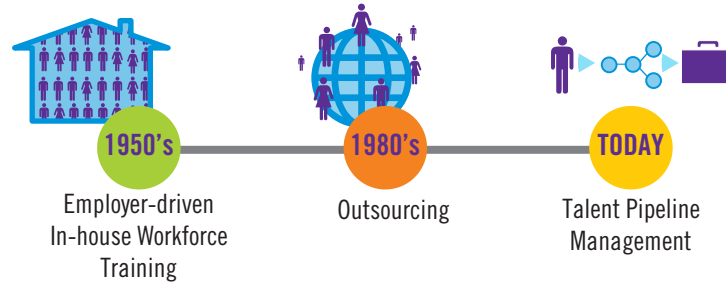 1950's
1980's
TODAY
Employer-driven
In-house Workforce
Training
Outsourcing
Talent Pipeline
Management